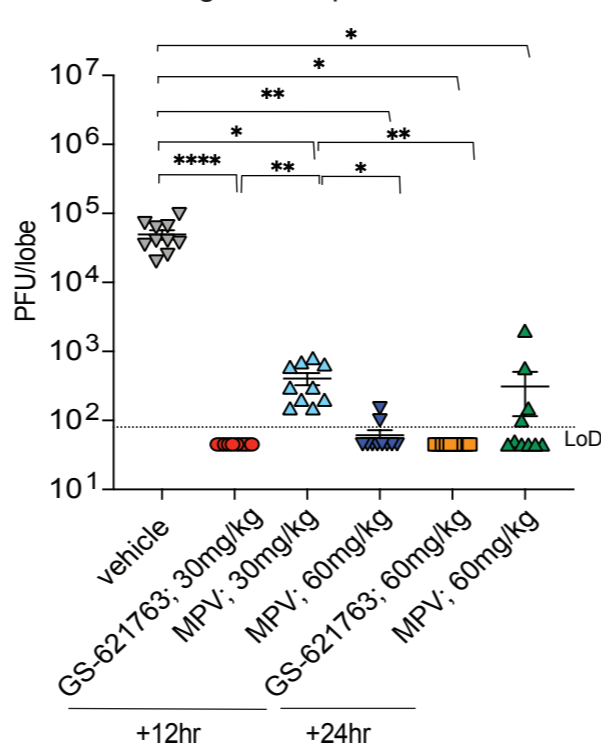 *
10⁷
*
**
10⁶
*
**
****
**
*
10⁵
PFU/lobe
10⁴
10³
10²
LoD
10¹
vehicle
GS-621763; 30mg/kg
MPV; 30mg/kg
MPV; 60mg/kg
GS-621763; 60mg/kg
MPV; 60mg/kg
+12hr
+24hr